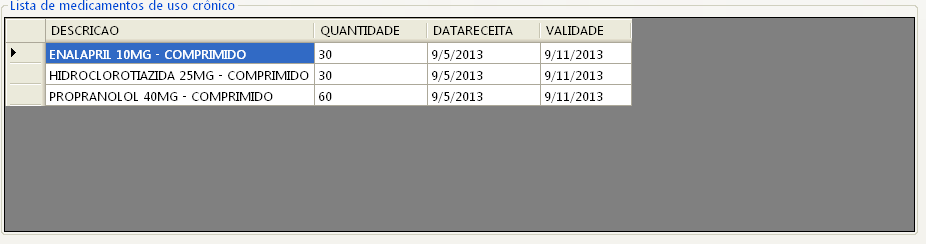 Lista de medicamentos de uso crônico
DESCRICAO QUANTIDADE DATARECEITA VALIDADE
ENALAPRIL 10MG - COMPRIMIDO 30 9/5/2013 9/11/2013
HIDROCLOROTIAZIDA 25MG - COMPRIMIDO 30 9/5/2013 9/11/2013
PROPRANOLOL 40MG - COMPRIMIDO 60 9/5/2013 9/11/2013